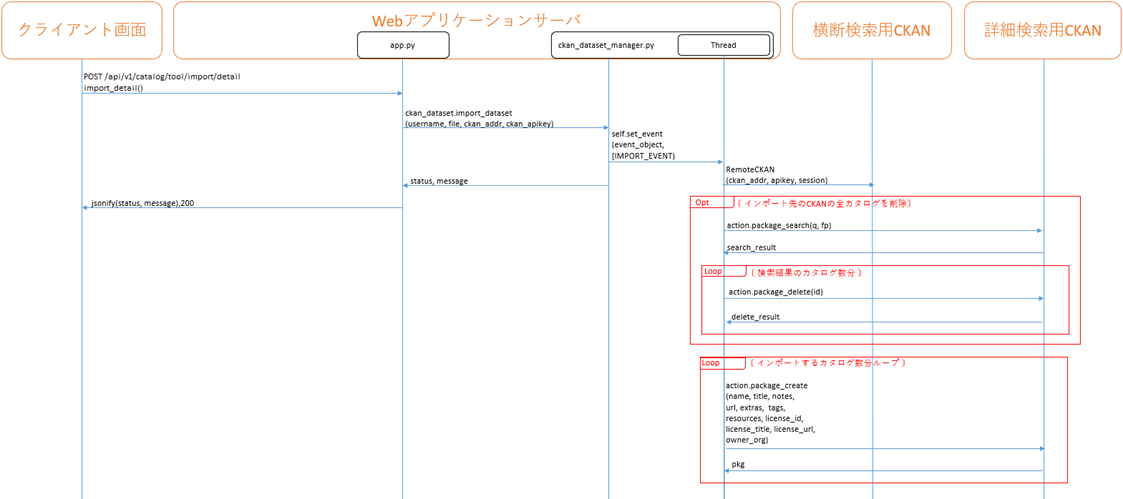 クライアント画面
Webアプリケーションサーバ
横断検索用CKAN
詳細検索用CKAN
app.py
ckan_dataset_manager.py
Thread
POST /api/v1/catalog/tool/import/detail
import_detail()
ckan_dataset.import_dataset
(username, file, ckan_addr, ckan_apikey)
self.set_event
(event_object,
[IMPORT_EVENT)
RemoteCKAN
(ckan_addr, apikey, session)
status, message
jsonify(status, message),200
Opt
〔 インポート先のCKANの全カタログを削除〕
action.package_search(q, fp)
search_result
Loop
〔 検索結果のカタログ数分 〕
action.package_delete(id)
delete_result
Loop
〔 インポートするカタログ数分ループ 〕
action.package_create
(name, title, notes,
url, extras, tags,
resources, license_id,
license_title, license_url,
owner_org)
pkg